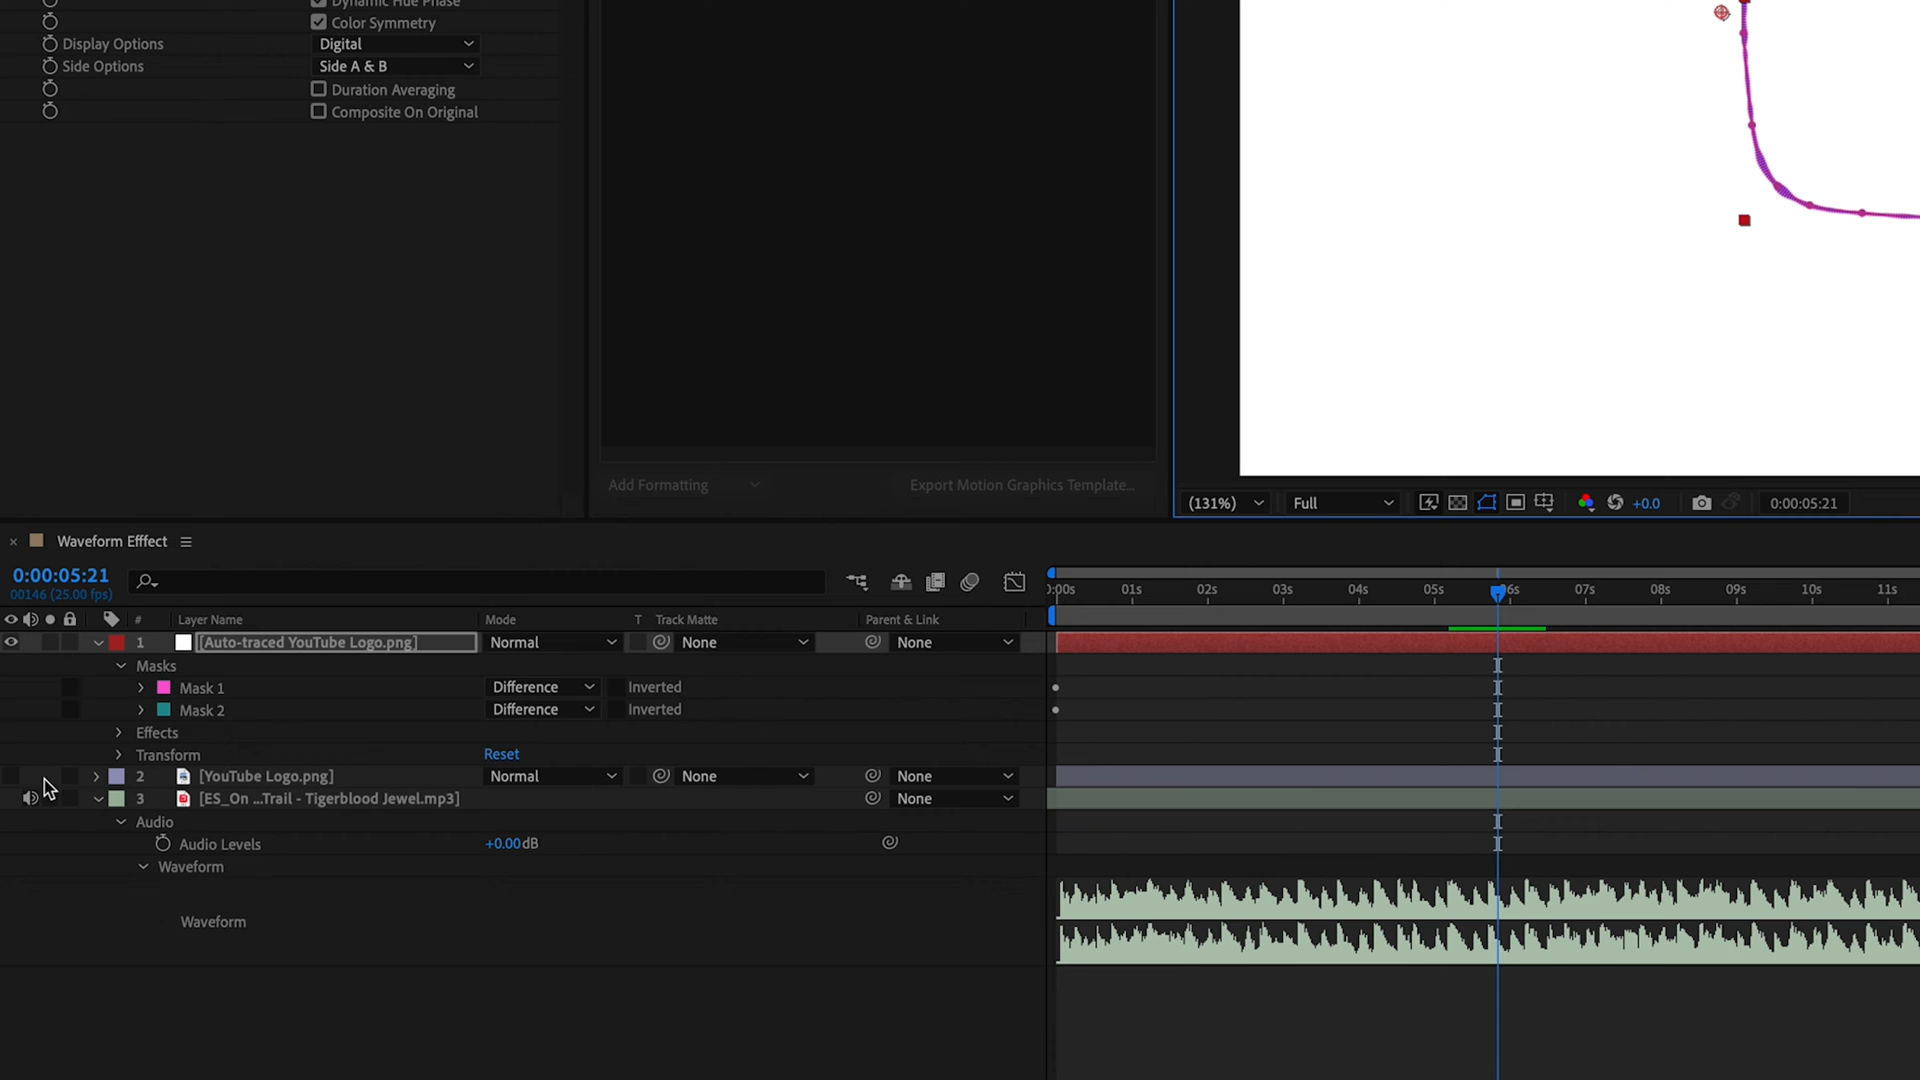 Dynamic Hue Phase
Color Symmetry
Display Options Digital
Side Options Side A & B
Duration Averaging
Composite On Original
Add Formatting Export Motion Graphics Template...
(131%) Full +0.0 0:00:05:21
Waveform Efffect
0:00:05:21
00146 (25.00 fps)
0:00s 01s 02s 03s 04s 05s 06s 07s 08s 09s 10s 11s
# Layer Name Mode T Track Matte Parent & Link
1 [Auto-traced YouTube Logo.png] Normal None None
Masks
Mask 1 Difference Inverted
Mask 2 Difference Inverted
Effects
Transform Reset
2 [YouTube Logo.png] Normal None None
3 [ES_On ...Trail - Tigerblood Jewel.mp3] None
Audio
Audio Levels +0.00 dB
Waveform
Waveform